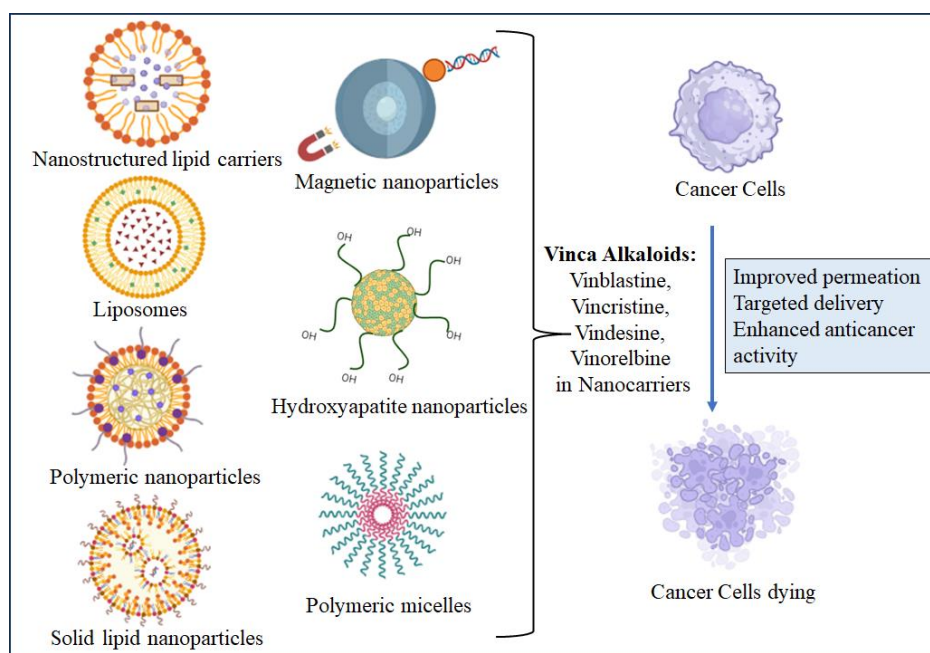 Nanostructured lipid carriers
Liposomes
Polymeric nanoparticles
Solid lipid nanoparticles
Magnetic nanoparticles
OH
OH
OH
OH
OH
OH
OH
OH
Hydroxyapatite nanoparticles
Polymeric micelles
Vinca Alkaloids:
Vinblastine,
Vincristine,
Vindesine,
Vinorelbine
in Nanocarriers
Cancer Cells
Improved permeation
Targeted delivery
Enhanced anticancer
activity
Cancer Cells dying